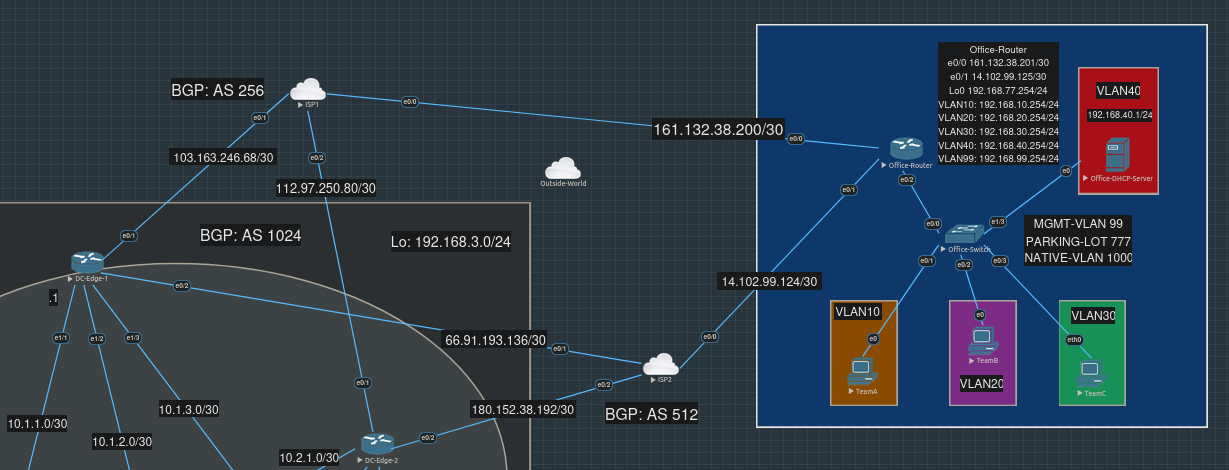 BGP: AS 256
ISP1
e0/0
e0/1
161.132.38.200/30
e0/0
103.163.246.68/30
e0/2
112.97.250.80/30
Outside-World
BGP: AS 1024
Lo: 192.168.3.0/24
e0/1
DC-Edge-1
.1
e0/2
e1/1
e1/2
e1/3
66.91.193.136/30
e0/1
ISP2
e0/0
e0/2
e0/1
10.1.1.0/30
10.1.2.0/30
10.1.3.0/30
180.152.38.192/30
BGP: AS 512
DC-Edge-2
e0/2
10.2.1.0/30
14.102.99.124/30
Office-Router
e0/0 161.132.38.201/30
e0/1 14.102.99.125/30
Lo0 192.168.77.254/24
VLAN10: 192.168.10.254/24
VLAN20: 192.168.20.254/24
VLAN30: 192.168.30.254/24
VLAN40: 192.168.40.254/24
VLAN99: 192.168.99.254/24
VLAN40
192.168.40.1/24
Office-DHCP-Server
e0
Office-Router
e0/1
e0/2
e0/0
e1/3
Office-Switch
e0/1
e0/2
e0/3
MGMT-VLAN 99
PARKING-LOT 777
NATIVE-VLAN 1000
VLAN10
e0
TeamA
e0
TeamB
VLAN20
VLAN30
eth0
TeamC